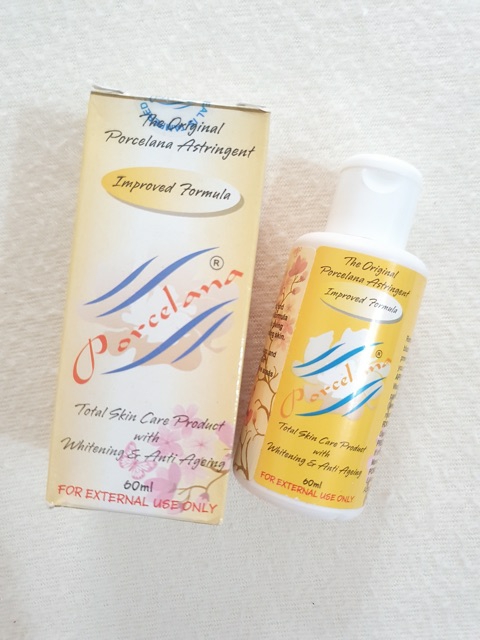 The Original
Porcelana Astringent
Improved Formula
Porcelana®
Total Skin Care Product
with
Whitening & Anti Ageing
60ml
FOR EXTERNAL USE ONLY
The Original
Porcelana Astringent
Improved Formula
Porcelana®
Total Skin Care Product
with
Whitening & Anti Ageing
60ml
FOR EXTERNAL USE ONLY